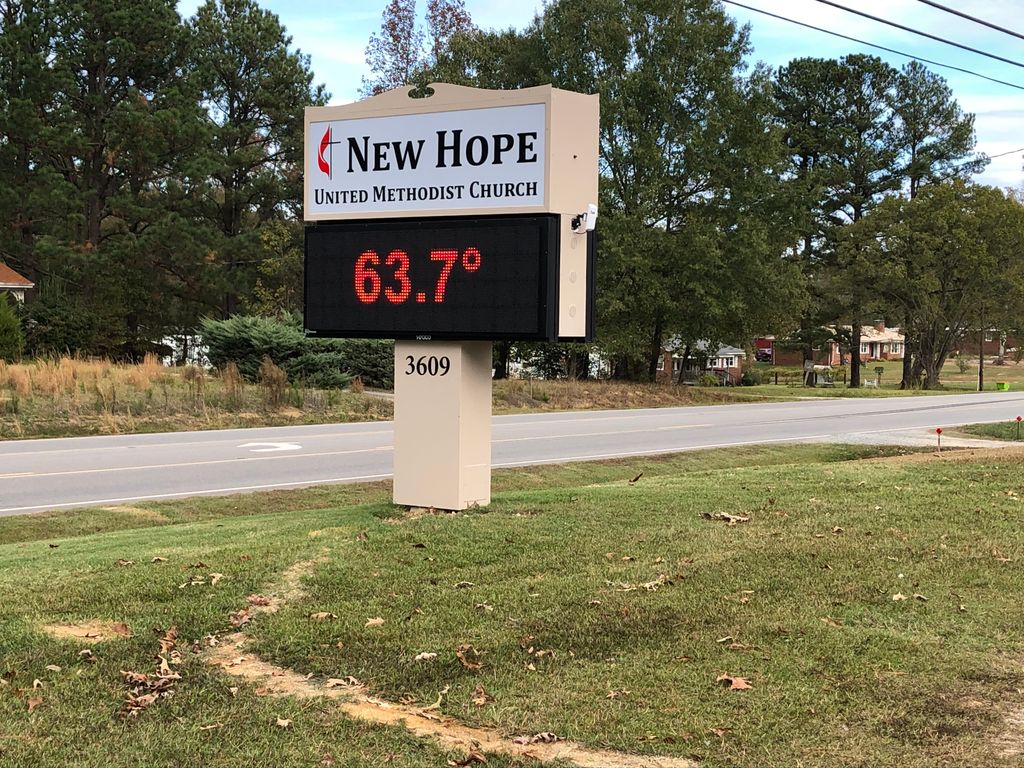 New Hope
United Methodist Church
63.7°
3609